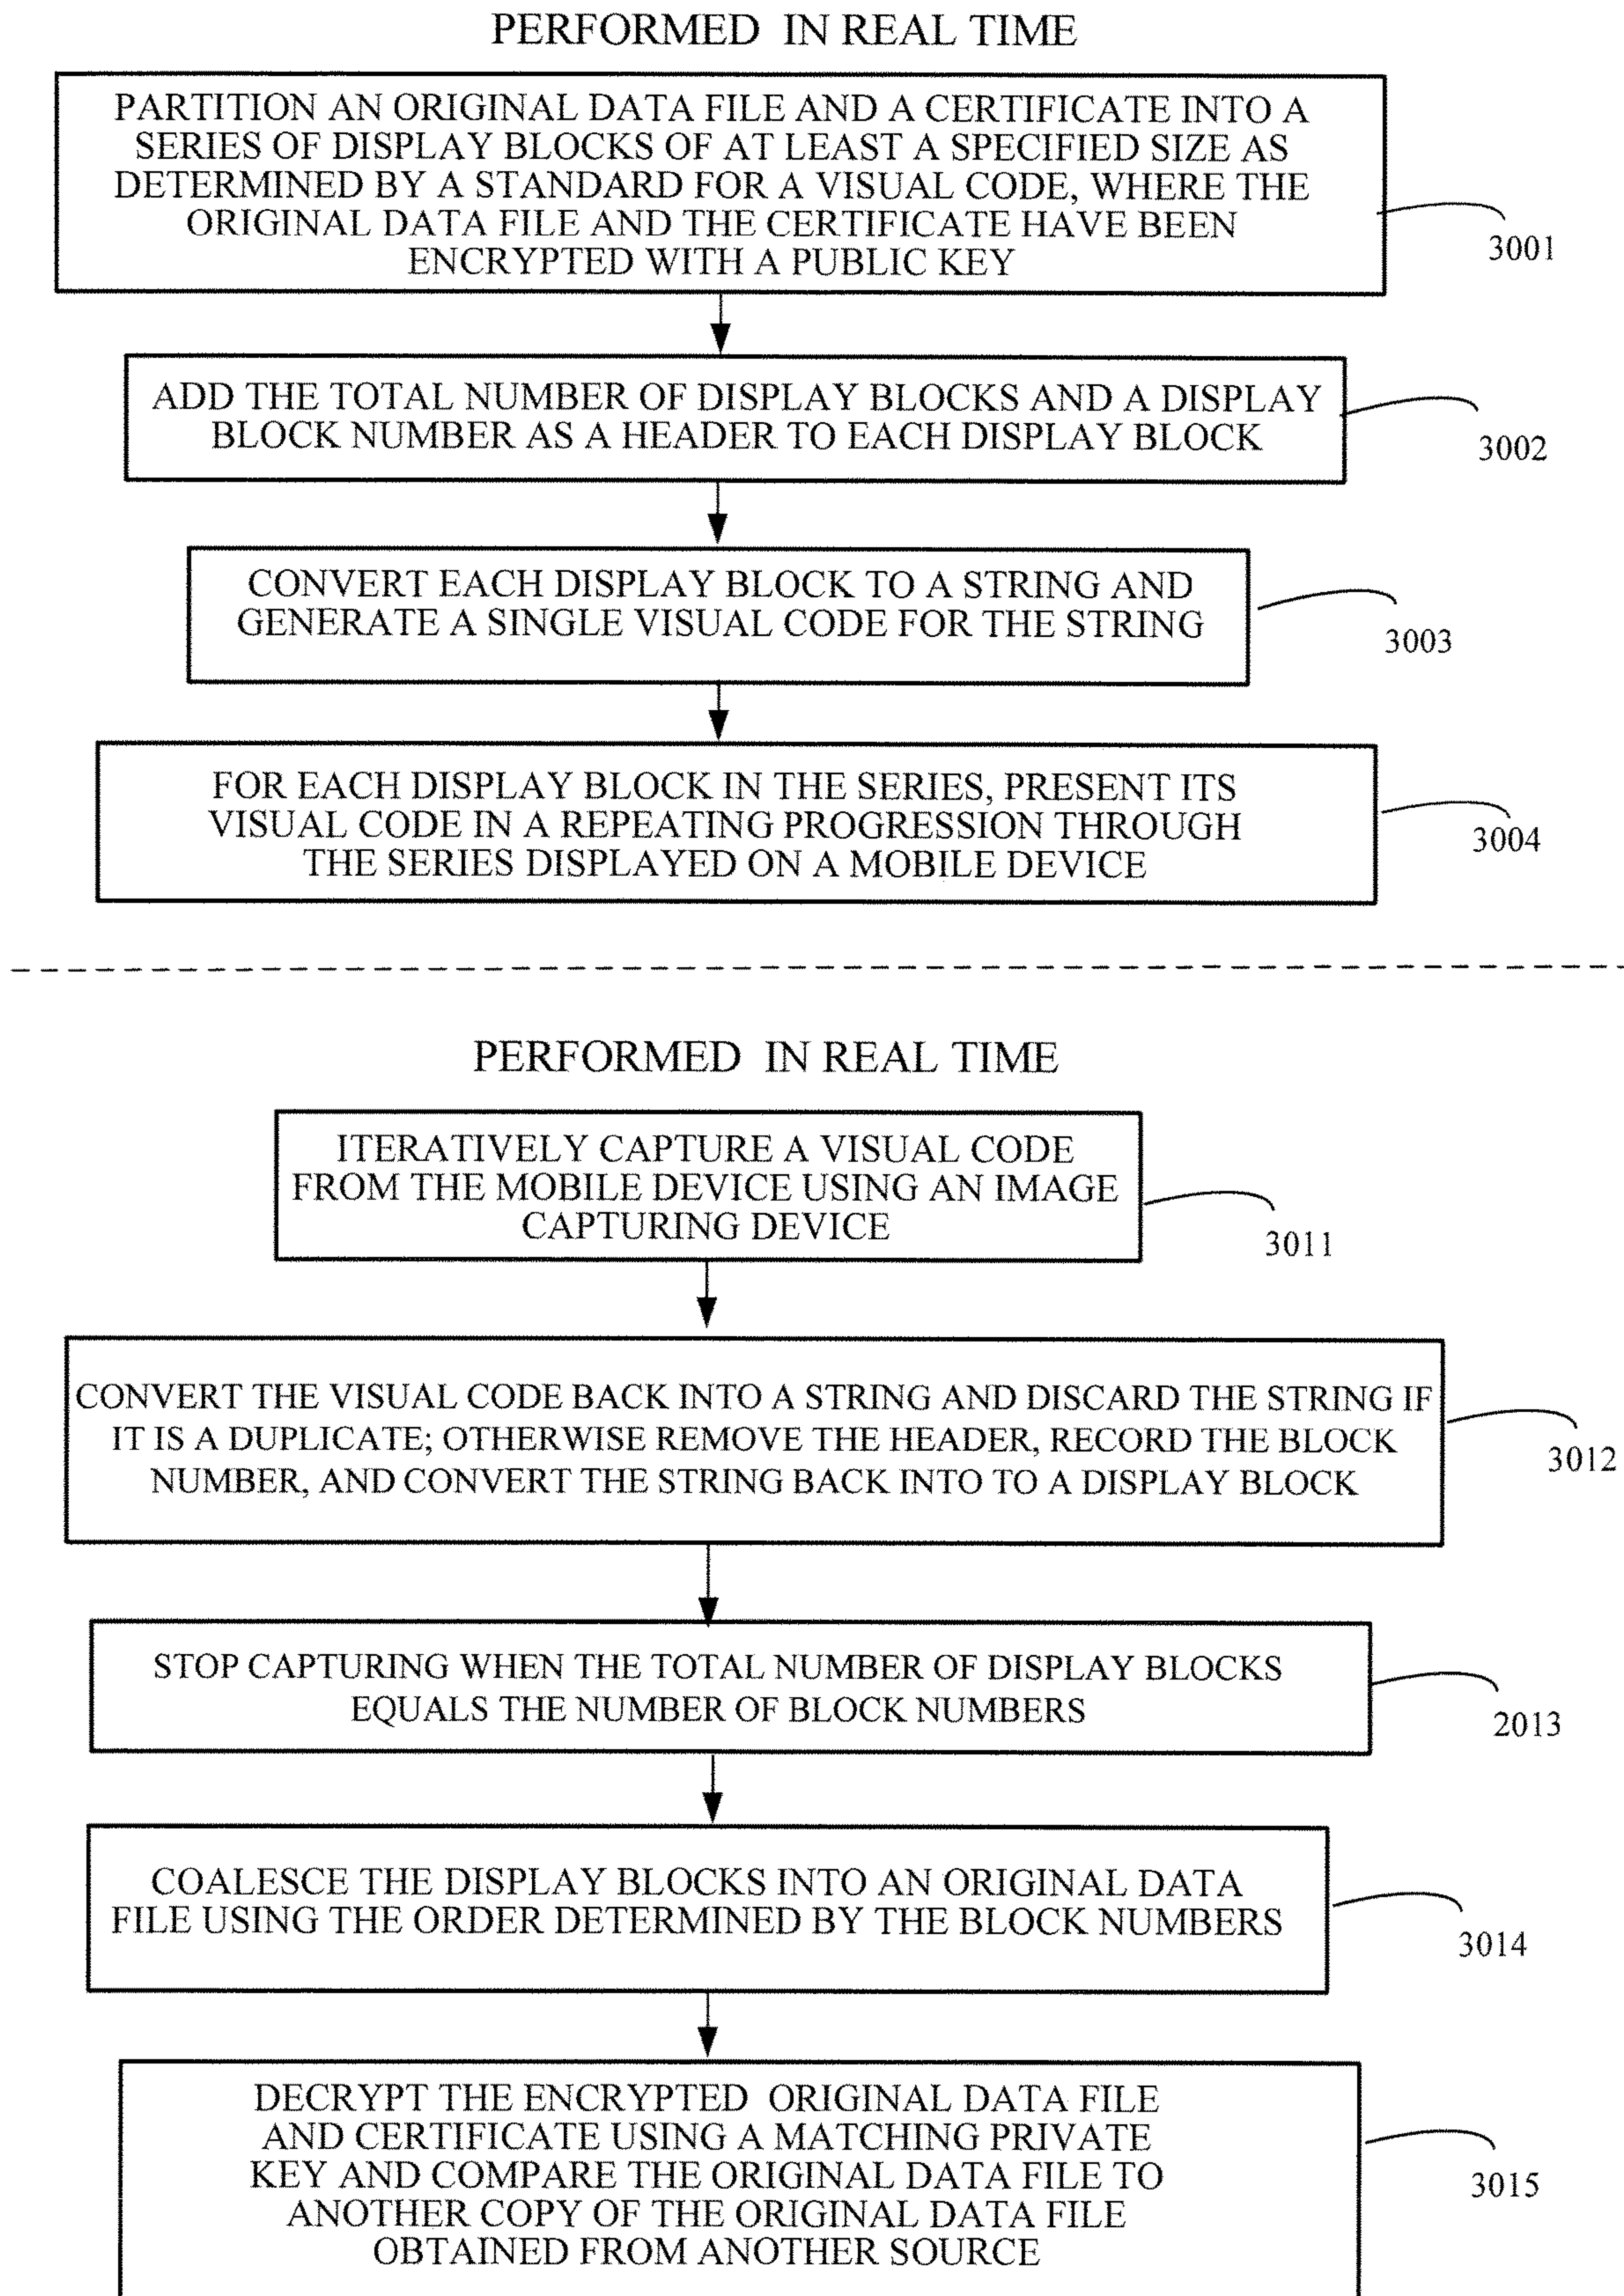 PERFORMED IN REAL TIME
PARTITION AN ORIGINAL DATA FILE AND A CERTIFICATE INTO A
SERIES OF DISPLAY BLOCKS OF AT LEAST A SPECIFIED SIZE AS
DETERMINED BY A STANDARD FOR A VISUAL CODE, WHERE THE
ORIGINAL DATA FILE AND THE CERTIFICATE HAVE BEEN
ENCRYPTED WITH A PUBLIC KEY
3001
ADD THE TOTAL NUMBER OF DISPLAY BLOCKS AND A DISPLAY
BLOCK NUMBER AS A HEADER TO EACH DISPLAY BLOCK
3002
CONVERT EACH DISPLAY BLOCK TO A STRING AND
GENERATE A SINGLE VISUAL CODE FOR THE STRING
3003
FOR EACH DISPLAY BLOCK IN THE SERIES, PRESENT ITS
VISUAL CODE IN A REPEATING PROGRESSION THROUGH
THE SERIES DISPLAYED ON A MOBILE DEVICE
3004
PERFORMED IN REAL TIME
ITERATIVELY CAPTURE A VISUAL CODE
FROM THE MOBILE DEVICE USING AN IMAGE
CAPTURING DEVICE
3011
CONVERT THE VISUAL CODE BACK INTO A STRING AND DISCARD THE STRING IF
IT IS A DUPLICATE; OTHERWISE REMOVE THE HEADER, RECORD THE BLOCK
NUMBER, AND CONVERT THE STRING BACK INTO TO A DISPLAY BLOCK
3012
STOP CAPTURING WHEN THE TOTAL NUMBER OF DISPLAY BLOCKS
EQUALS THE NUMBER OF BLOCK NUMBERS
2013
COALESCE THE DISPLAY BLOCKS INTO AN ORIGINAL DATA
FILE USING THE ORDER DETERMINED BY THE BLOCK NUMBERS
3014
DECRYPT THE ENCRYPTED ORIGINAL DATA FILE
AND CERTIFICATE USING A MATCHING PRIVATE
KEY AND COMPARE THE ORIGINAL DATA FILE TO
ANOTHER COPY OF THE ORIGINAL DATA FILE
OBTAINED FROM ANOTHER SOURCE
3015